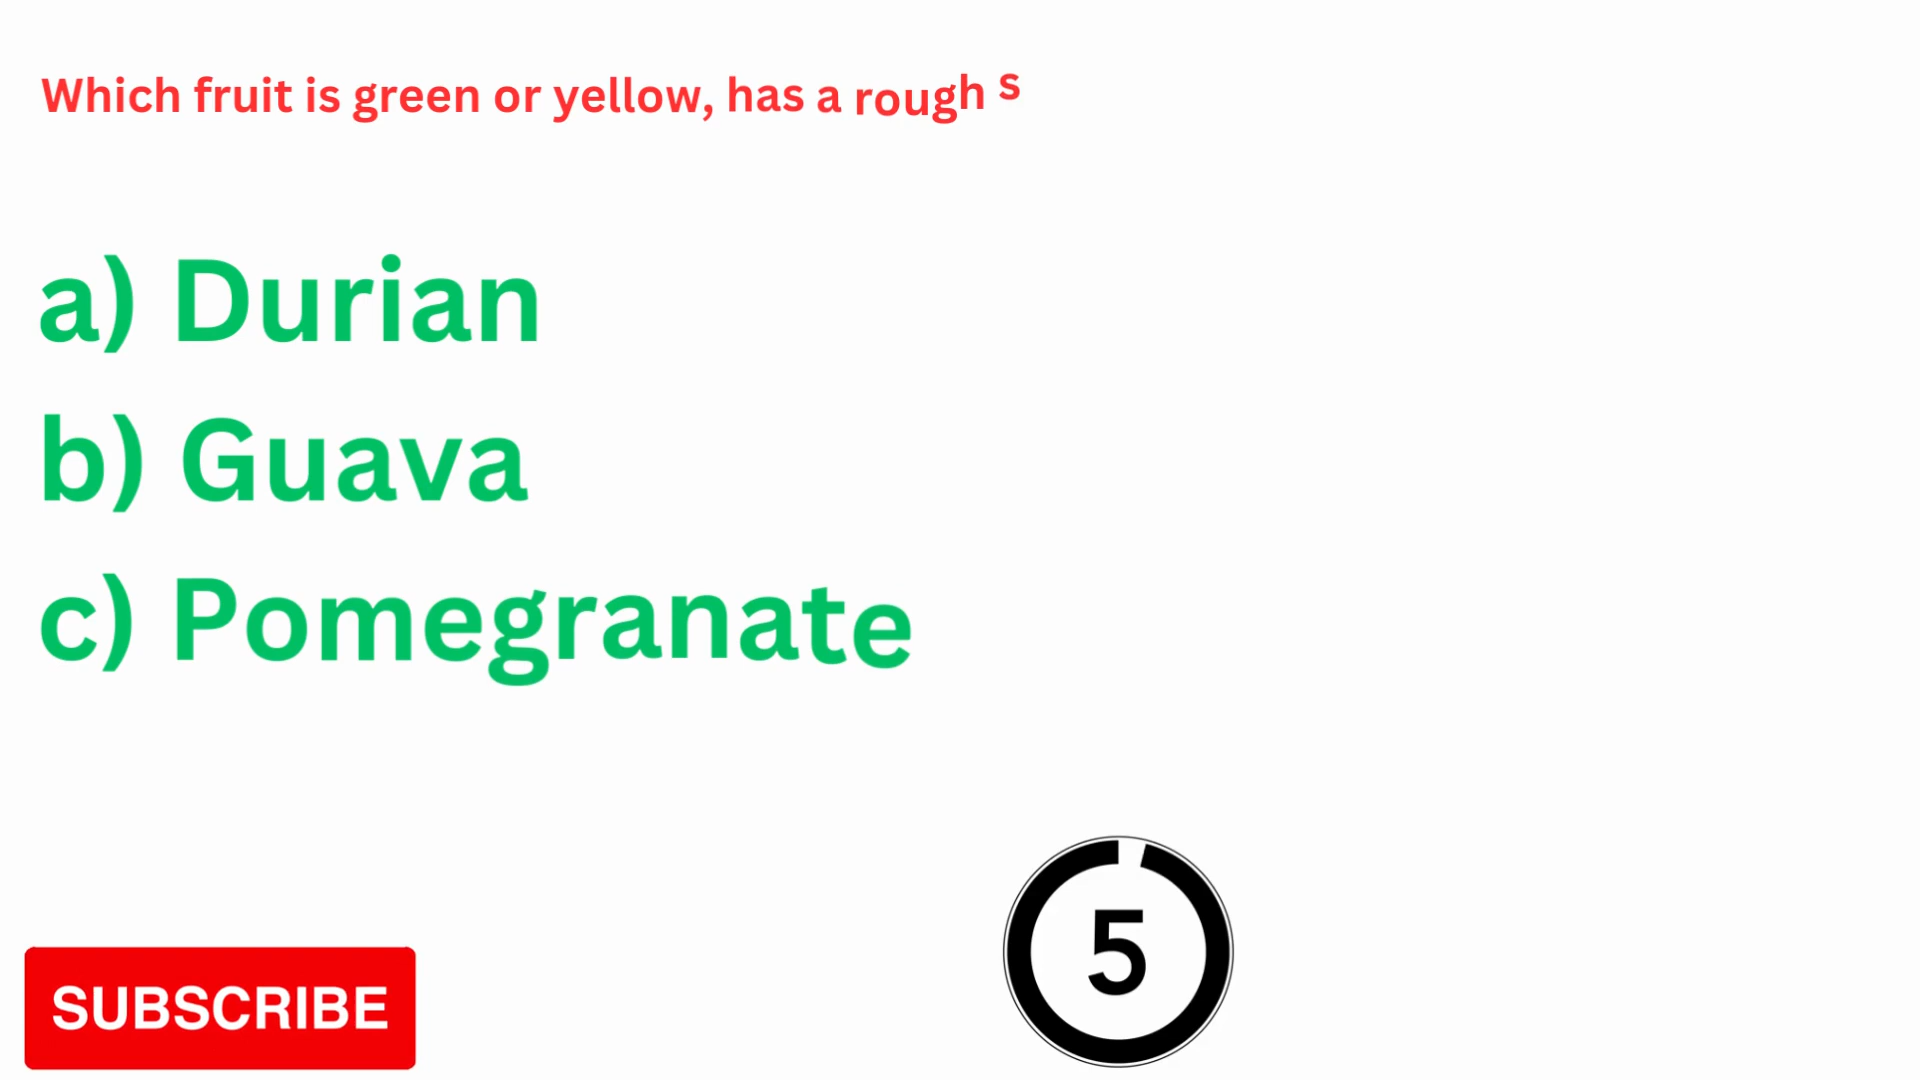 Which fruit is green or yellow, has a rough s
a) Durian
b) Guava
c) Pomegranate
5
SUBSCRIBE